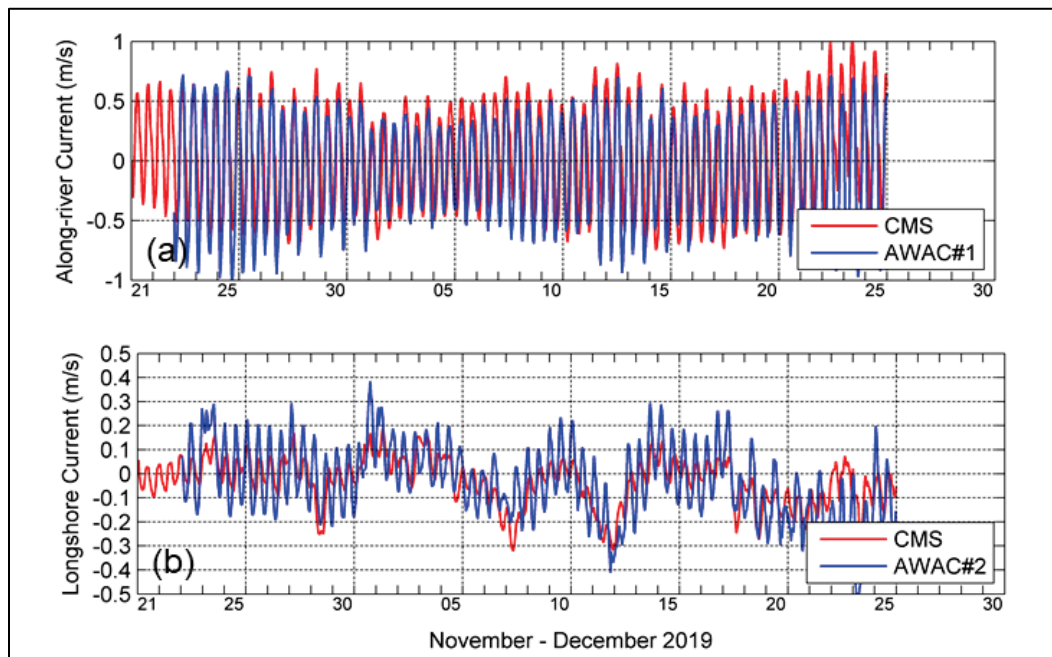 1
0.5
0
-0.5
-1
Along-river Current (m/s)
(a)
CMS
AWAC#1
21 25 30 05 10 15 20 25 30
0.5
0.4
0.3
0.2
0.1
0
-0.1
-0.2
-0.3
-0.4
-0.5
Longshore Current (m/s)
(b)
CMS
AWAC#2
21 25 30 05 10 15 20 25 30
November - December 2019